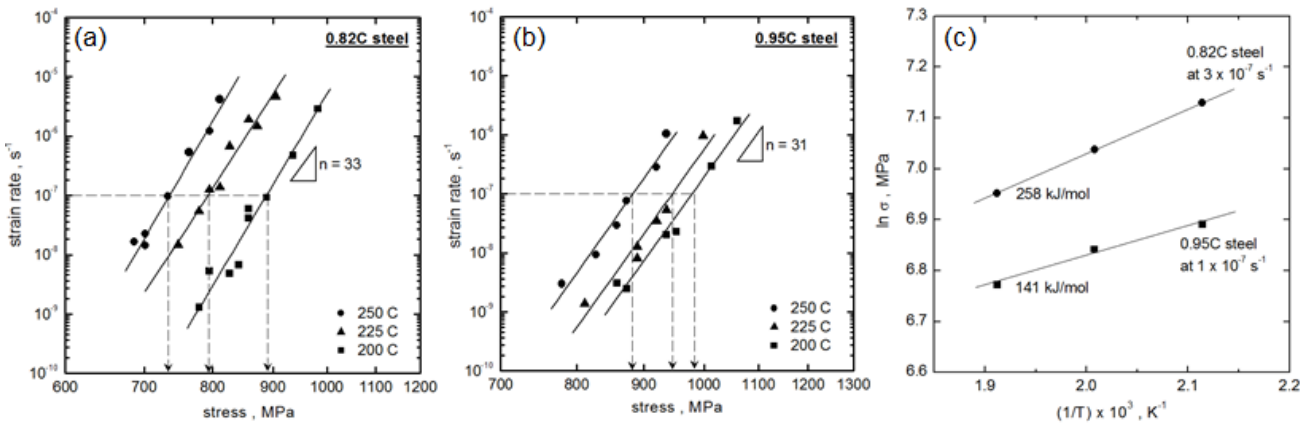 (a)
0.82C steel
10⁻⁴
10⁻⁵
10⁻⁶
10⁻⁷
10⁻⁸
10⁻⁹
10⁻¹⁰
strain rate , s⁻¹
n = 33
250 C
225 C
200 C
600 700 800 900 1000 1100 1200
stress , MPa
(b)
0.95C steel
10⁻⁴
10⁻⁵
10⁻⁶
10⁻⁷
10⁻⁸
10⁻⁹
10⁻¹⁰
strain rate , s⁻¹
n = 31
250 C
225 C
200 C
700 800 900 1000 1100 1200 1300
stress , MPa
(c)
7.3
7.2
7.1
7.0
6.9
6.8
6.7
6.6
ln σ , MPa
0.82C steel
at 3 x 10⁻⁷ s⁻¹
258 kJ/mol
0.95C steel
at 1 x 10⁻⁷ s⁻¹
141 kJ/mol
1.9 2.0 2.1 2.2
(1/T) x 10³ , K⁻¹